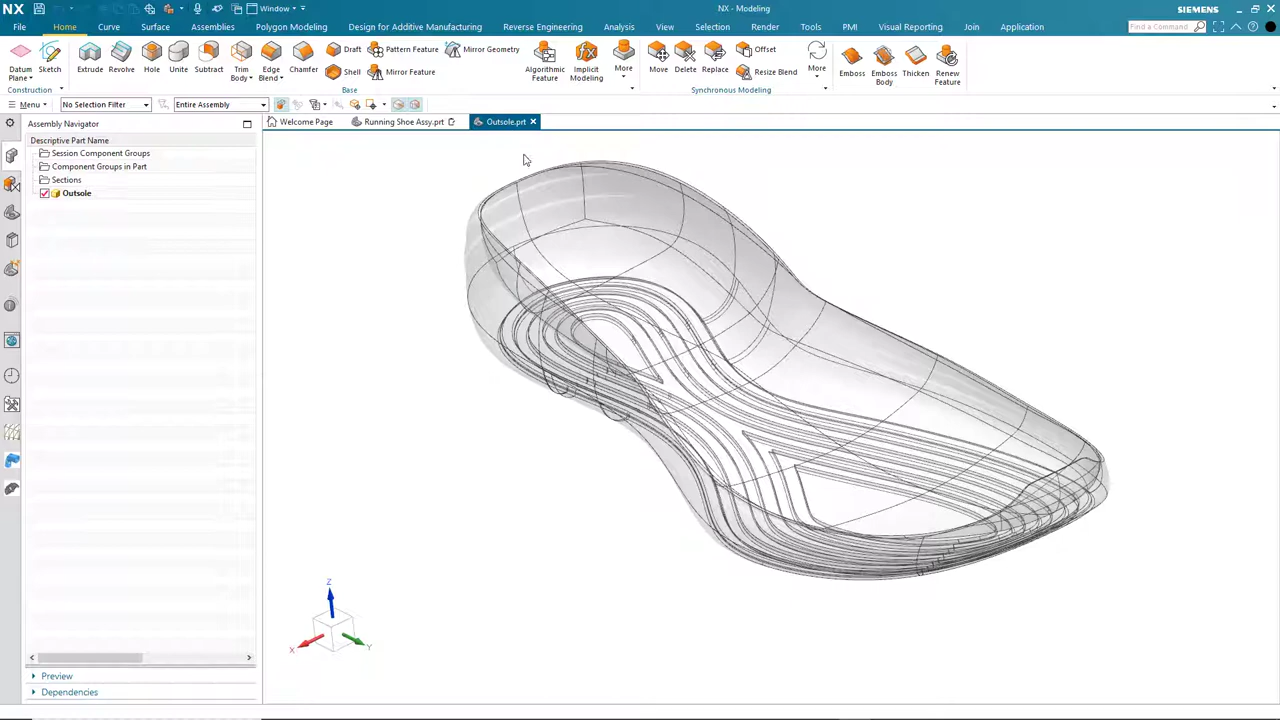 NX
Window
NX - Modeling
SIEMENS
File
Home
Curve
Surface
Assemblies
Polygon Modeling
Design for Additive Manufacturing
Reverse Engineering
Analysis
View
Selection
Render
Tools
PMI
Visual Reporting
Join
Application
Find a Command
Datum Plane
Sketch
Extrude
Revolve
Hole
Unite
Subtract
Trim Body
Edge Blend
Chamfer
Draft
Shell
Pattern Feature
Mirror Feature
Mirror Geometry
Algorithmic Feature
Implicit Modeling
More
Move
Delete
Replace
Offset
Resize Blend
More
Emboss
Emboss Body
Thicken
Renew Feature
Construction
Base
Synchronous Modeling
Menu
No Selection Filter
Entire Assembly
Assembly Navigator
Welcome Page
Running Shoe Assy.prt
Outsole.prt
Descriptive Part Name
Session Component Groups
Component Groups in Part
Sections
Outsole
Z
X
Y
Preview
Dependencies